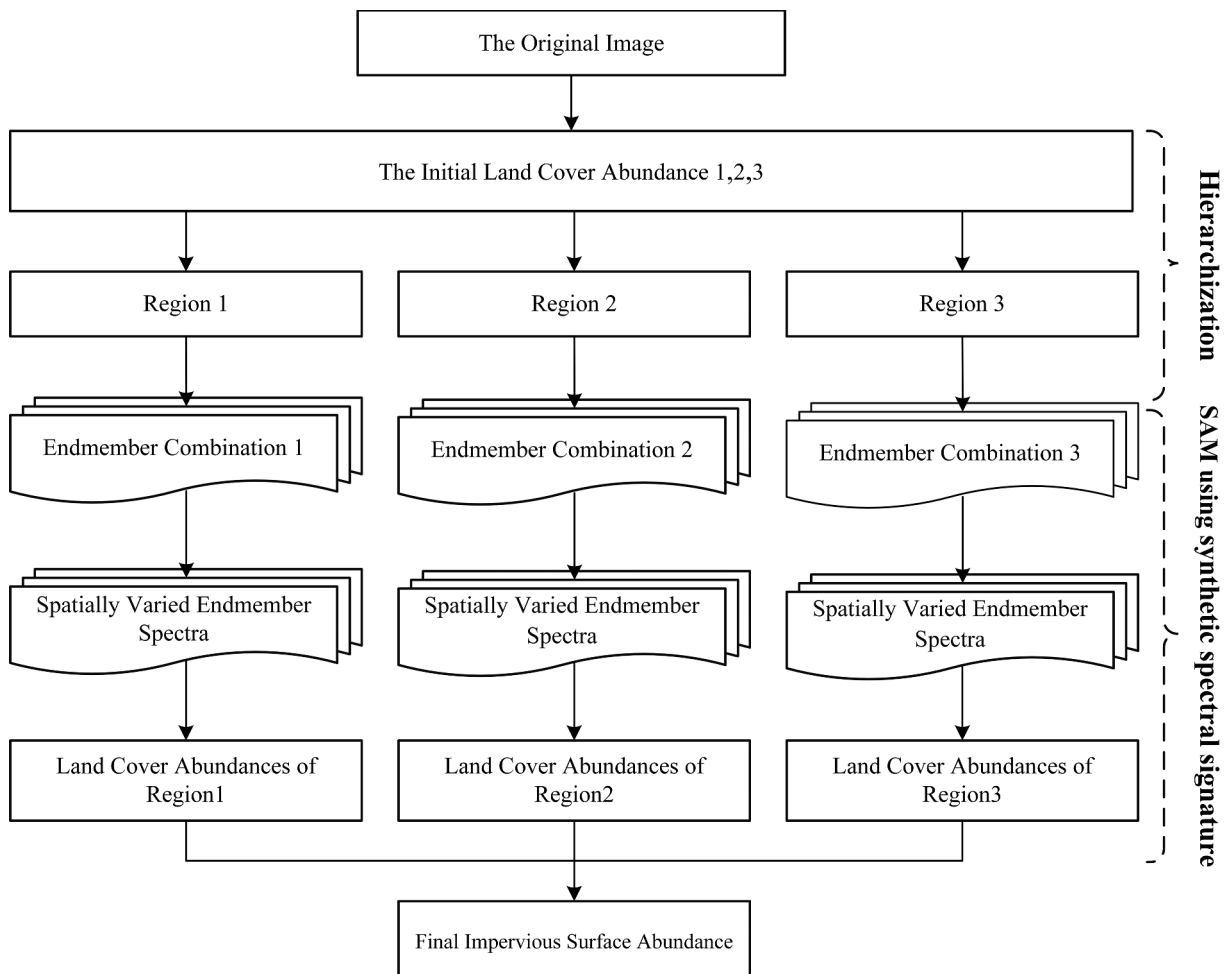 The Original Image
The Initial Land Cover Abundance 1,2,3
Region 1
Region 2
Region 3
Endmember Combination 1
Endmember Combination 2
Endmember Combination 3
Spatially Varied Endmember
Spectra
Spatially Varied Endmember
Spectra
Spatially Varied Endmember
Spectra
Land Cover Abundances of
Region1
Land Cover Abundances of
Region2
Land Cover Abundances of
Region3
Final Impervious Surface Abundance
Hierarchization
SAM using synthetic spectral signature